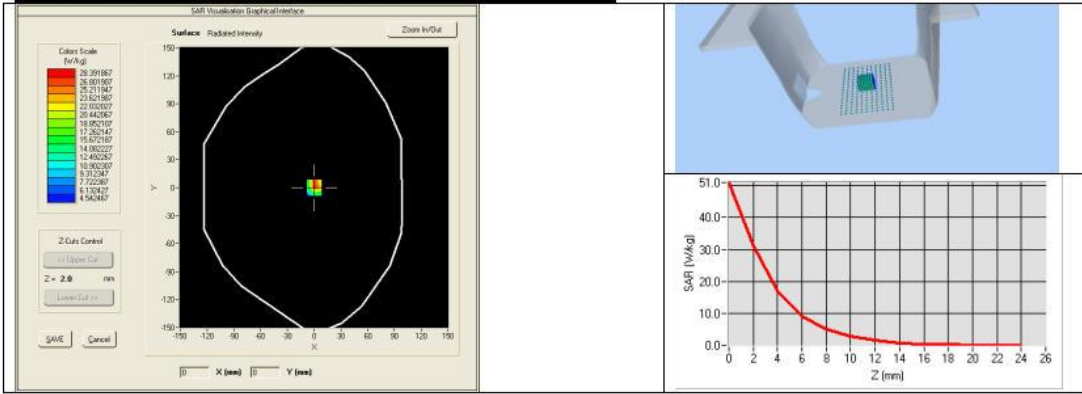 SAR Visualisation Graphical Interface
Surface Radiated Intensity
Zoom In/Out
Colors Scale
(W/kg)
28.391867
26.801907
25.211947
23.621987
22.032027
20.442067
18.852107
17.262147
15.672187
14.082227
12.492267
10.902307
9.312347
7.722387
6.132427
4.542467
Y
150
120
90
60
30
0
-30
-60
-90
-120
-150
-150 -120 -90 -60 -30 0 30 60 90 120 150
X
Z-Cuts Control
<< Upper Cut
Z = 2.0 mm
Lower Cut >>
SAVE Cancel
0 X (mm) 0 Y (mm)
SAR (W/kg)
51.0
40.0
30.0
20.0
10.0
0.0
0 2 4 6 8 10 12 14 16 18 20 22 24 26
Z (mm)